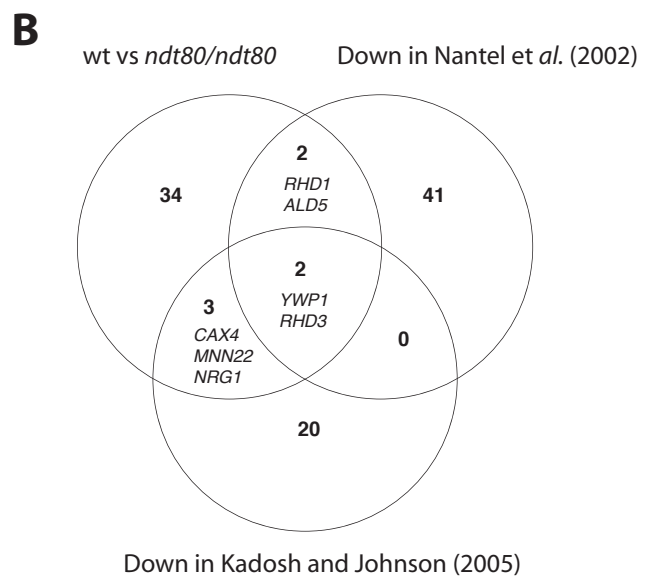 B
wt vs ndt80/ndt80
Down in Nantel et al. (2002)
2
RHD1
ALD5
34
41
2
YWP1
RHD3
3
CAX4
MNN22
NRG1
0
20
Down in Kadosh and Johnson (2005)